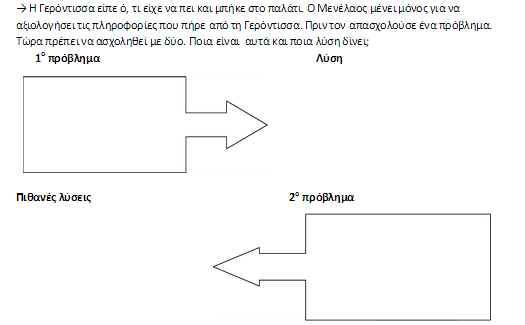 → Η Γερόντισσα είπε ό, τι είχε να πει και μπήκε στο παλάτι. Ο Μενέλαος μένει μόνος για να
αξιολογήσει τις πληροφορίες που πήρε από τη Γερόντισσα. Πριν τον απασχολούσε ένα πρόβλημα.
Τώρα πρέπει να ασχοληθεί με δύο. Ποια είναι αυτά και ποια λύση δίνει;
1ο πρόβλημα Λύση
Πιθανές λύσεις 2ο πρόβλημα